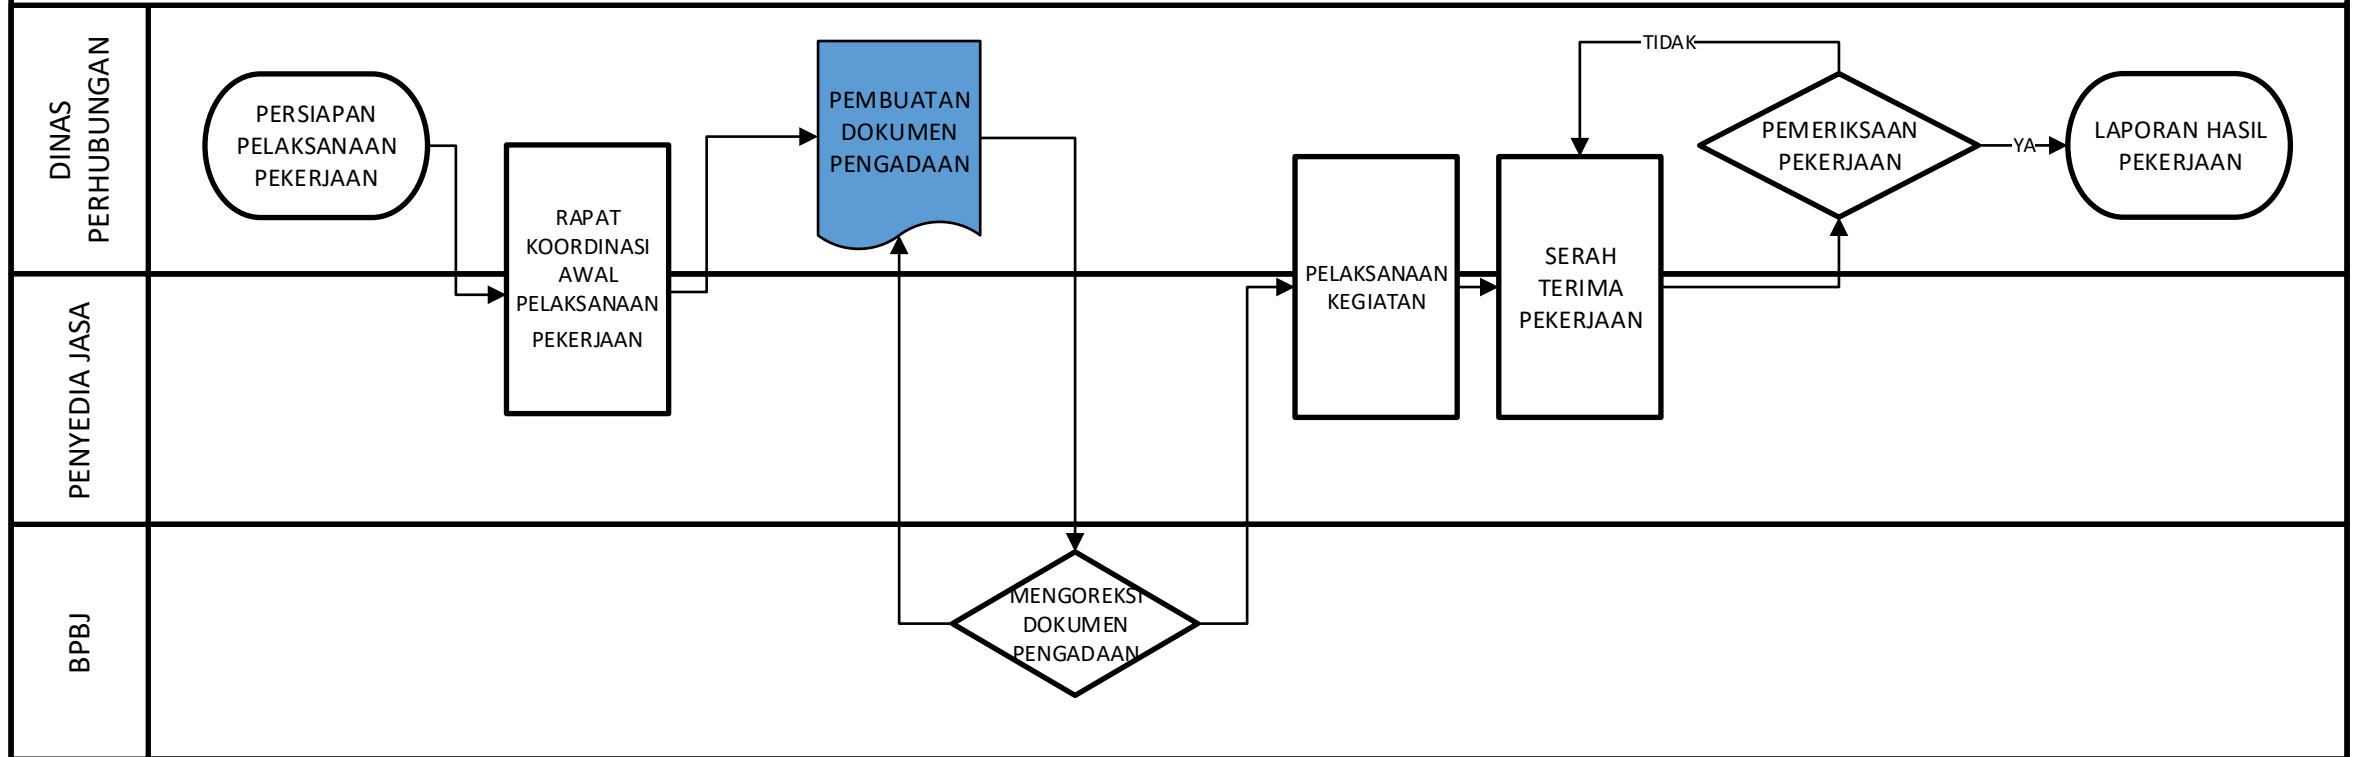 DINAS
PERHUBUNGAN
PERSIAPAN
PELAKSANAAN
PEKERJAAN
RAPAT
KOORDINASI
AWAL
PELAKSANAAN
PEKERJAAN
PEMBUATAN
DOKUMEN
PENGADAAN
TIDAK
PEMERIKSAAN
PEKERJAAN
YA
LAPORAN HASIL
PEKERJAAN
PELAKSANAAN
KEGIATAN
SERAH
TERIMA
PEKERJAAN
PENYEDIA JASA
BPBJ
MENGOREKSI
DOKUMEN
PENGADAAN